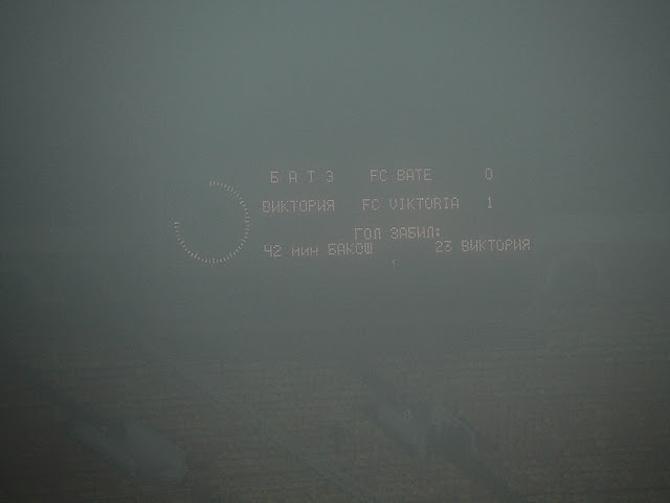 Б А Т Э FC BATE 0
ВИКТОРИЯ FC VIKTORIA 1
ГОЛ ЗАБИЛ:
42 мин БАКОШ 23 ВИКТОРИЯ